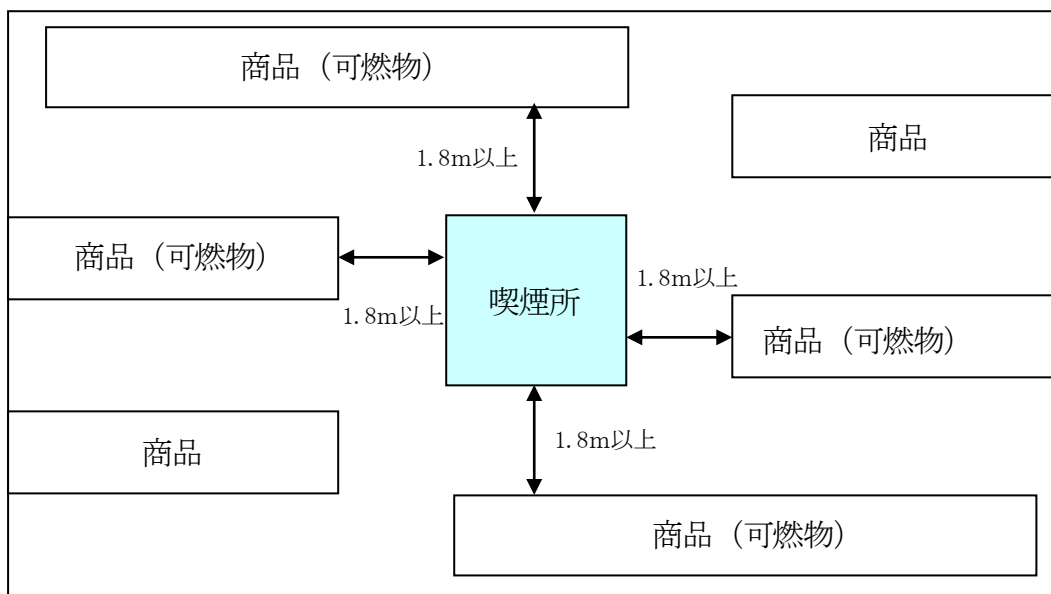 商品（可燃物）
商品
1.8m以上
商品（可燃物）
1.8m以上
喫煙所
1.8m以上
商品（可燃物）
商品
1.8m以上
商品（可燃物）